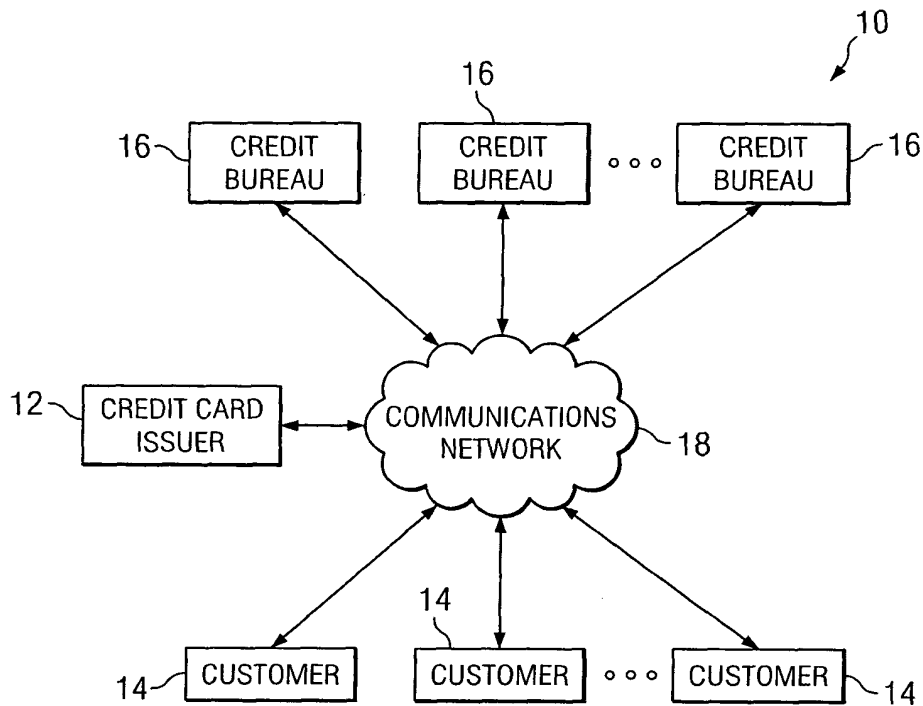 10
16
16 CREDIT
BUREAU
CREDIT
BUREAU
CREDIT
BUREAU 16
12 CREDIT CARD
ISSUER
COMMUNICATIONS
NETWORK
18
14
14 CUSTOMER
CUSTOMER
CUSTOMER 14